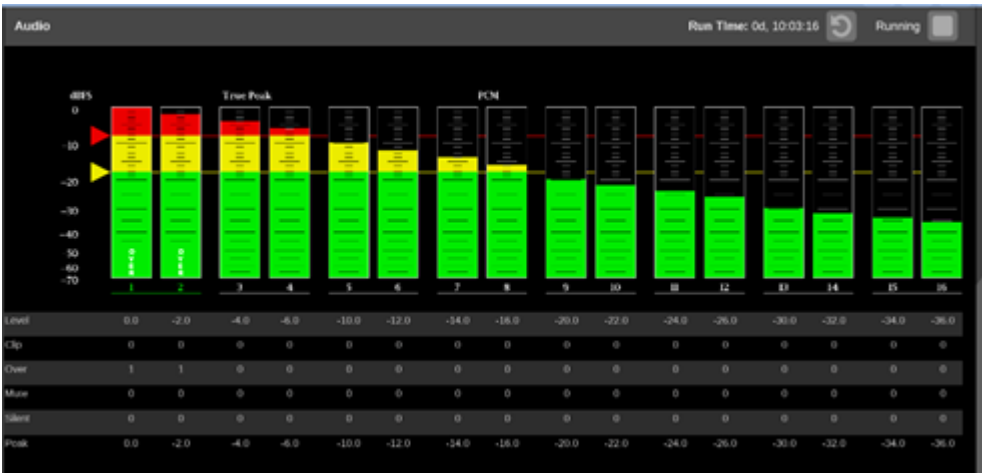 Audio Run Time: 0d, 10:03:16 Running
dBFS True Peak PCM
0
-10
-20
-30
-40
50
-60
-70
OVER OVER
1 2 3 4 5 6 7 8 9 10 11 12 13 14 15 16
Level 0.0 -2.0 -4.0 -6.0 -10.0 -12.0 -14.0 -16.0 -20.0 -22.0 -24.0 -26.0 -30.0 -32.0 -34.0 -36.0
Clip 0 0 0 0 0 0 0 0 0 0 0 0 0 0 0 0
Over 1 1 0 0 0 0 0 0 0 0 0 0 0 0 0 0
Mute 0 0 0 0 0 0 0 0 0 0 0 0 0 0 0 0
Silent 0 0 0 0 0 0 0 0 0 0 0 0 0 0 0 0
Peak 0.0 -2.0 -4.0 -6.0 -10.0 -12.0 -14.0 -16.0 -20.0 -22.0 -24.0 -26.0 -30.0 -32.0 -34.0 -36.0